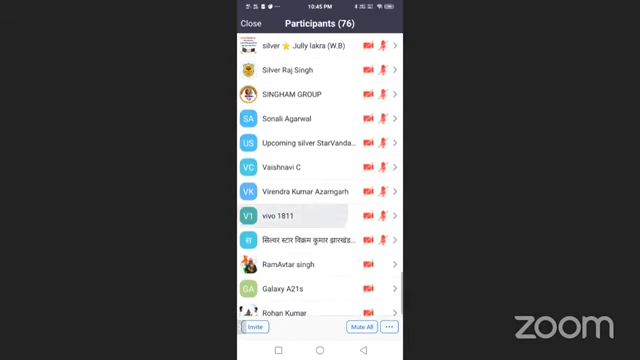 10:45 PM
Close
Participants (76)
silver ⭐ Jully lakra (W.B)
Silver Raj Singh
SINGHAM GROUP
SA Sonali Agarwal
US Upcoming silver StarVanda...
VC Vaishnavi C
VK Virendra Kumar Azamgarh
V1 vivo 1811
स सिल्वर स्टार विक्रम कुमार झारखंड...
RamAvtar singh
GA Galaxy A21s
Rohan Kumar
Invite
Mute All
...
zoom